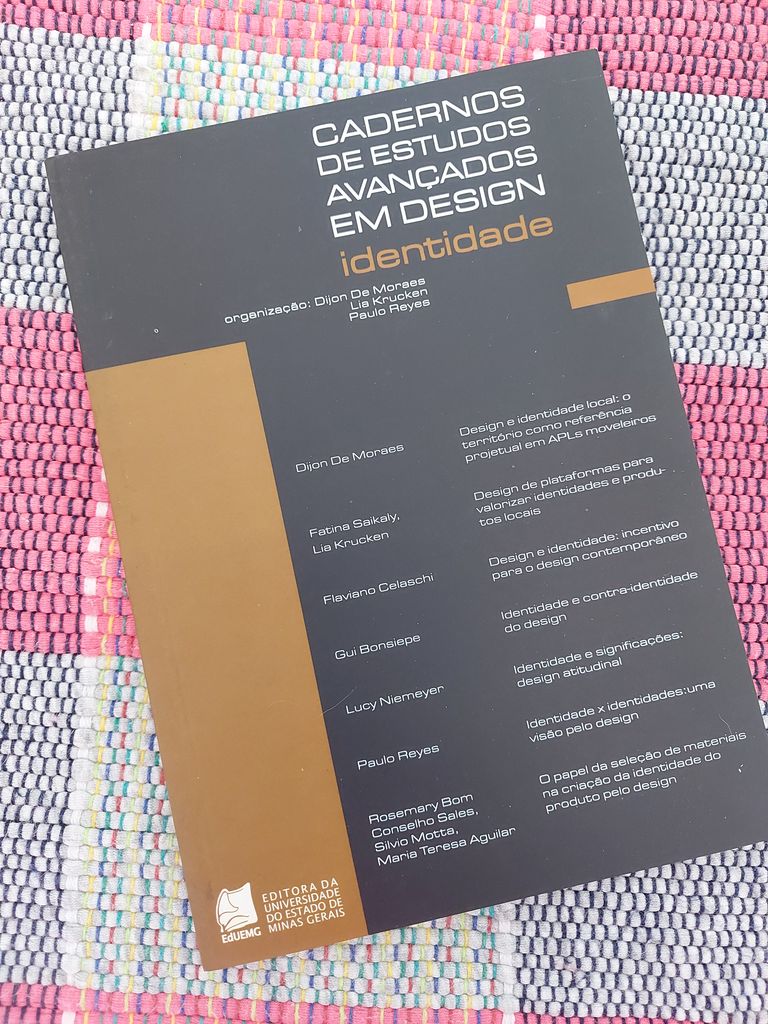 CADERNOS
DE ESTUDOS
AVANÇADOS
EM DESIGN
identidade
organização: Dijon De Moraes
Lia Krucken
Paulo Reyes
Dijon De Moraes
Design e identidade local: o
território como referência
projetual em APLs moveleiros
Fatina Saikaly,
Lia Krucken
Design de plataformas para
valorizar identidades e produ-
tos locais
Flaviano Celaschi
Design e identidade: incentivo
para o design contemporâneo
Gui Bonsiepe
Identidade e contra-identidade
do design
Lucy Niemeyer
Identidade e significações:
design atitudinal
Paulo Reyes
Identidade x identidades:uma
visão pelo design
Rosemary Bom
Conselho Sales,
Silvio Motta,
Maria Teresa Aguilar
O papel da seleção de materiais
na criação da identidade do
produto pelo design
EdUEMG
EDITORA DA
UNIVERSIDADE
DO ESTADO DE
MINAS GERAIS